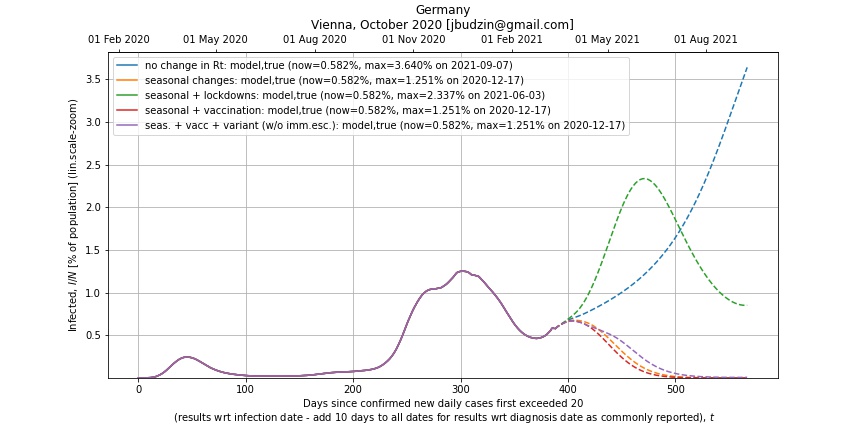 Germany
Vienna, October 2020 [jbudzin@gmail.com]
01 Feb 2020 01 May 2020 01 Aug 2020 01 Nov 2020 01 Feb 2021 01 May 2021 01 Aug 2021
no change in Rt: model,true (now=0.582%, max=3.640% on 2021-09-07)
seasonal changes: model,true (now=0.582%, max=1.251% on 2020-12-17)
seasonal + lockdowns: model,true (now=0.582%, max=2.337% on 2021-06-03)
seasonal + vaccination: model,true (now=0.582%, max=1.251% on 2020-12-17)
seas. + vacc + variant (w/o imm.esc.): model,true (now=0.582%, max=1.251% on 2020-12-17)
Infected, I/N [% of population] (lin.scale-zoom)
3.5
3.0
2.5
2.0
1.5
1.0
0.5
0 100 200 300 400 500
Days since confirmed new daily cases first exceeded 20
(results wrt infection date - add 10 days to all dates for results wrt diagnosis date as commonly reported), t